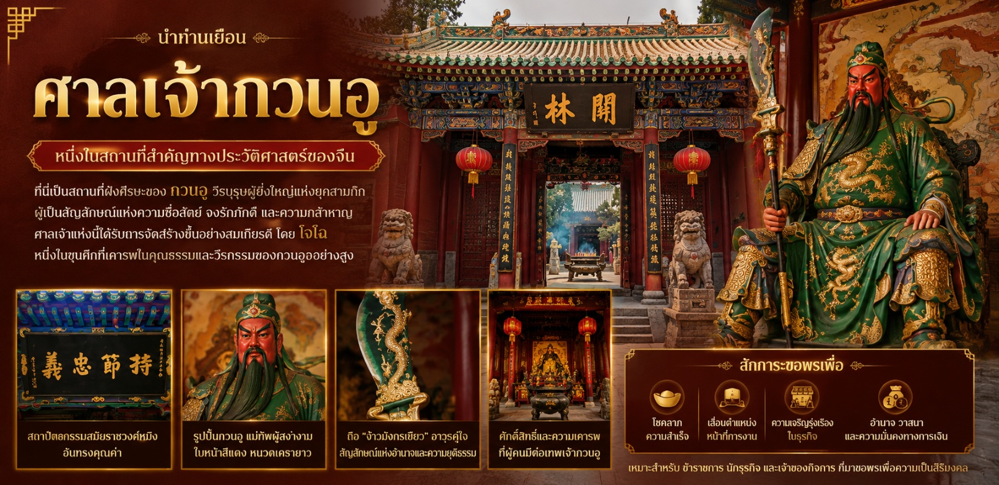 นำท่านเยือน
ศาลเจ้ากวนอู
หนึ่งในสถานที่สำคัญทางประวัติศาสตร์ของจีน
ที่นี่เป็นสถานที่ฝังศีรษะของ กวนอู วีรบุรุษผู้ยิ่งใหญ่แห่งยุคสามก๊ก
ผู้เป็นสัญลักษณ์แห่งความซื่อสัตย์ จงรักภักดี และความกล้าหาญ
ศาลเจ้าแห่งนี้ได้รับการจัดสร้างขึ้นอย่างสมเกียรติ โดย โจโฉ
หนึ่งในขุนศึกที่เคารพในคุณธรรมและวีรกรรมของกวนอูออย่างสูง
林 關
義 忠 節 持
สถาปัตยกรรมสมัยราชวงศ์หมิง
อันทรงคุณค่า
รูปปั้นกวนอู แม่ทัพผู้สง่างาม
ใบหน้าสีแดง หนวดเครายาว
ถือ "ง้าวมังกรเขียว" อาวุธคู่ใจ
สัญลักษณ์แห่งอำนาจและความยุติธรรม
ศักดิ์สิทธิ์และความเคารพ
ที่ผู้คนมีต่อเทพเจ้ากวนอู
สักการะขอพรเพื่อ
โชคลาภ
ความสำเร็จ
เลื่อนตำแหน่ง
หน้าที่การงาน
ความเจริญรุ่งเรือง
ในธุรกิจ
อำนาจ วาสนา
และความมั่นคงทางการเงิน
เหมาะสำหรับ ข้าราชการ นักธุรกิจ และเจ้าของกิจการ ที่มาขอพรเพื่อความเป็นสิริมงคล